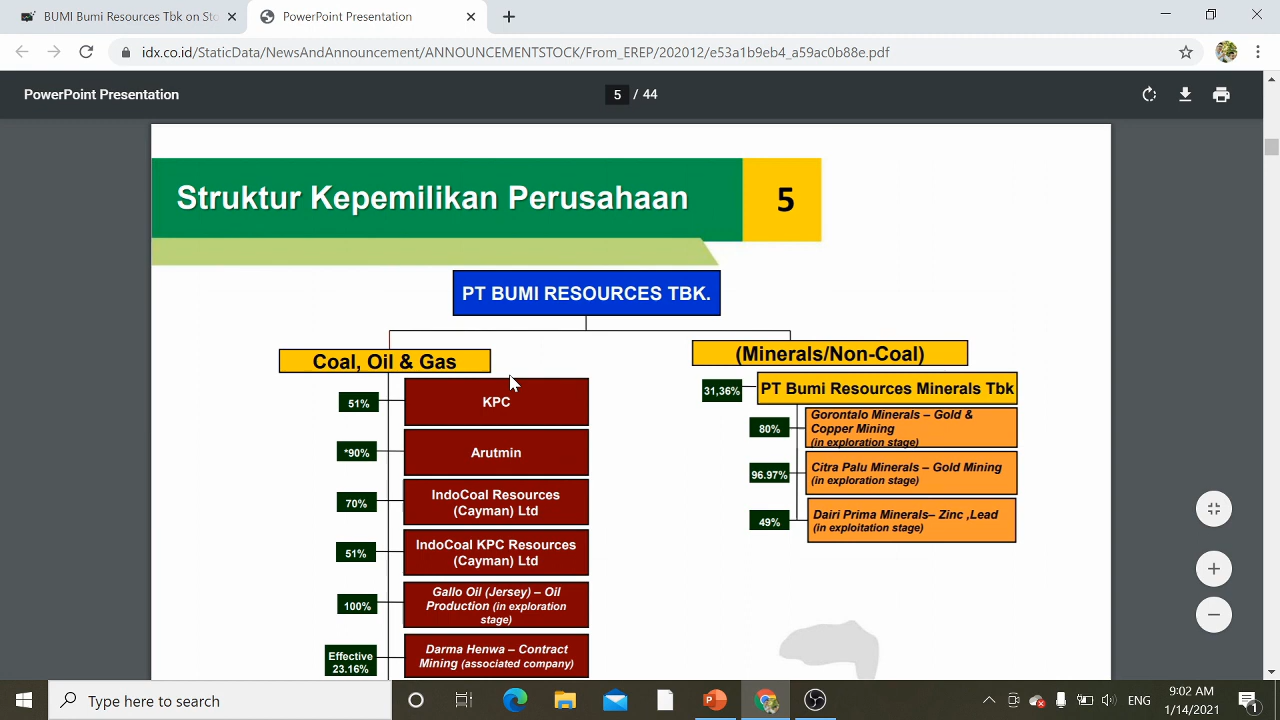 BUMI Bumi Resources Tbk on Sto
PowerPoint Presentation
idx.co.id/StaticData/NewsAndAnnouncement/ANNOUNCEMENTSTOCK/From_EREP/202012/e53a1b9eb4_a59ac0b88e.pdf
PowerPoint Presentation
5 / 44
Struktur Kepemilikan Perusahaan
5
PT BUMI RESOURCES TBK.
Coal, Oil & Gas
51%
KPC
*90%
Arutmin
70%
IndoCoal Resources
(Cayman) Ltd
51%
IndoCoal KPC Resources
(Cayman) Ltd
100%
Gallo Oil (Jersey) – Oil
Production (in exploration
stage)
Effective
23.16%
Darma Henwa – Contract
Mining (associated company)
(Minerals/Non-Coal)
31,36%
PT Bumi Resources Minerals Tbk
80%
Gorontalo Minerals – Gold &
Copper Mining
(in exploration stage)
96.97%
Citra Palu Minerals – Gold Mining
(in exploration stage)
49%
Dairi Prima Minerals– Zinc ,Lead
(in exploitation stage)
Type here to search
ENG
9:02 AM
1/14/2021
1